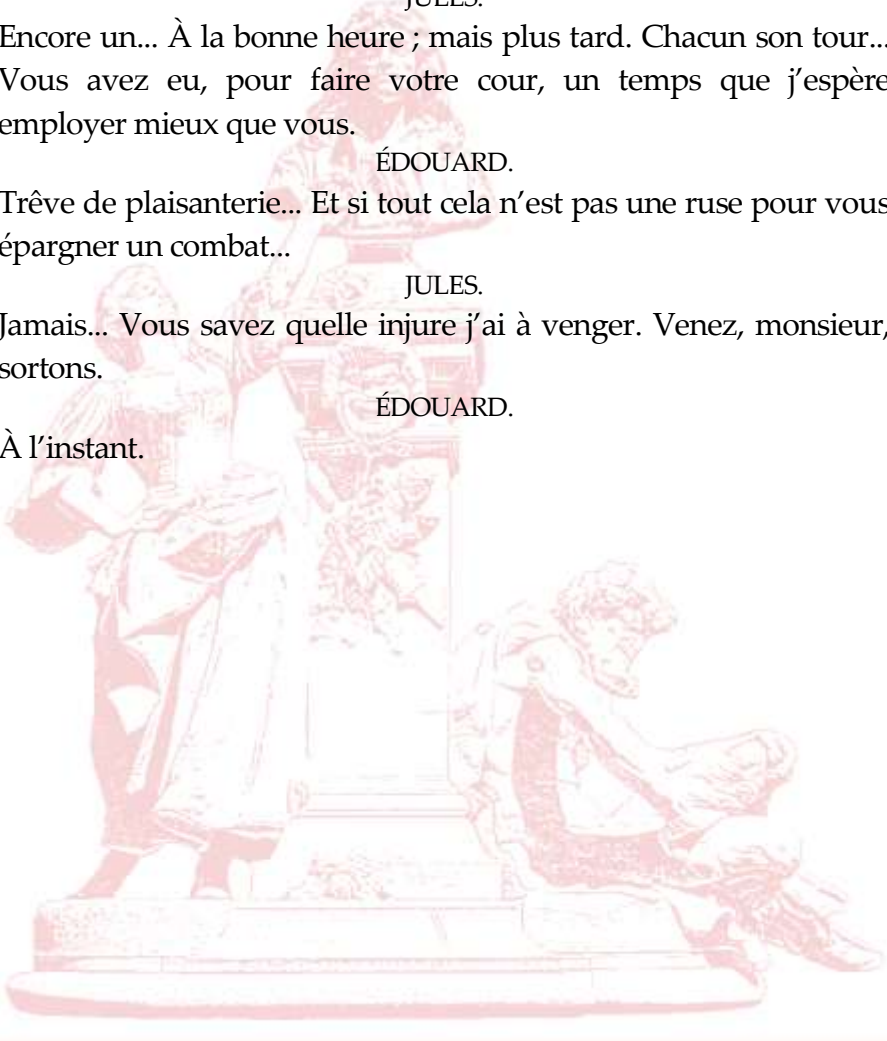 JULES.
Encore un... À la bonne heure ; mais plus tard. Chacun son tour...
Vous avez eu, pour faire votre cour, un temps que j’espère
employer mieux que vous.
ÉDOUARD.
Trêve de plaisanterie... Et si tout cela n’est pas une ruse pour vous
épargner un combat...
JULES.
Jamais... Vous savez quelle injure j’ai à venger. Venez, monsieur,
sortons.
ÉDOUARD.
À l’instant.